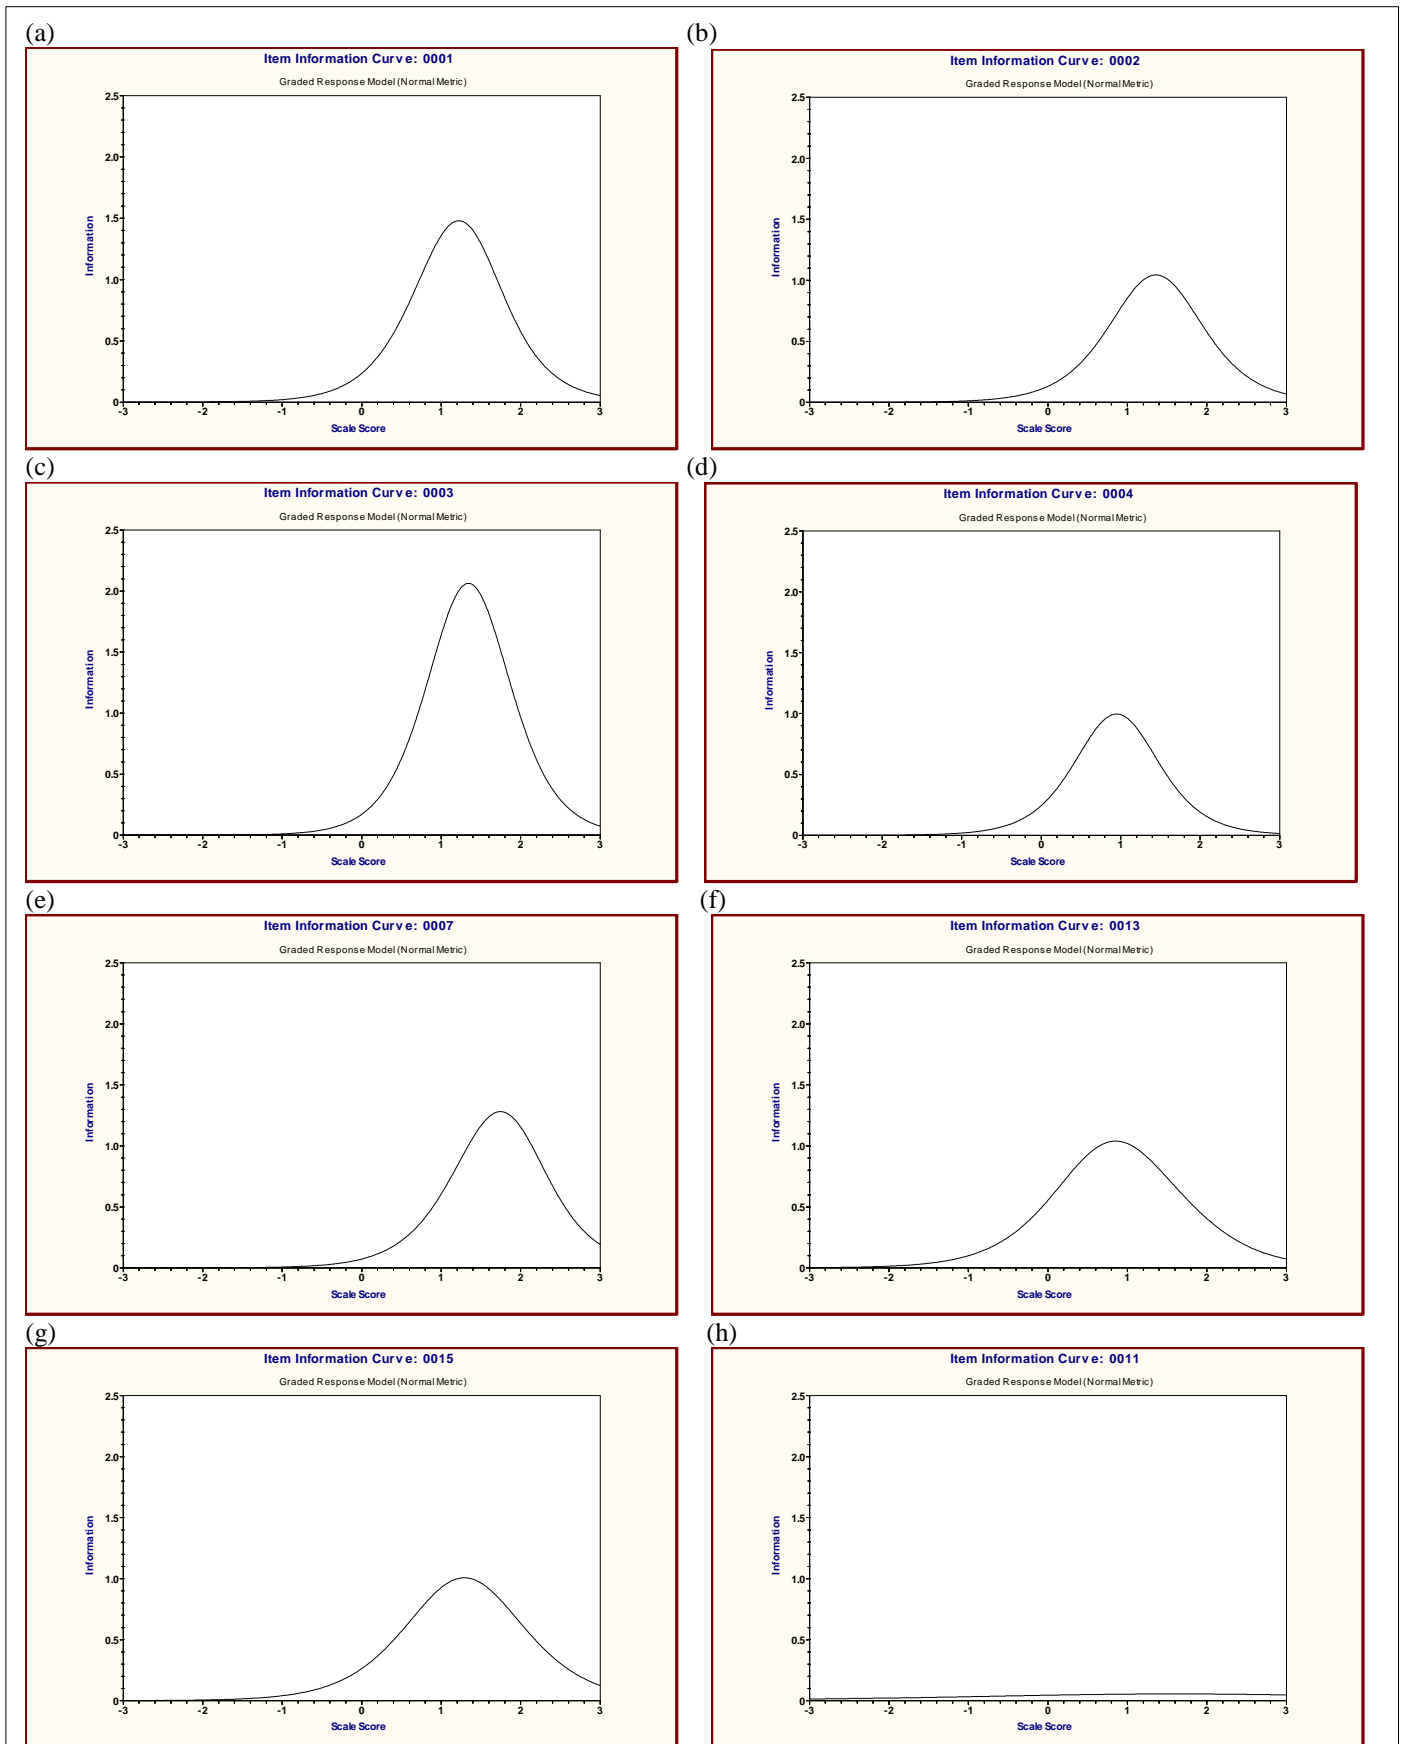 (a)
Item Information Curve: 0001
Graded Response Model (Normal Metric)
2.5
2.0
1.5
1.0
0.5
0
Information
-3 -2 -1 0 1 2 3
Scale Score
(b)
Item Information Curve: 0002
Graded Response Model (Normal Metric)
2.5
2.0
1.5
1.0
0.5
0
Information
-3 -2 -1 0 1 2 3
Scale Score
(c)
Item Information Curve: 0003
Graded Response Model (Normal Metric)
2.5
2.0
1.5
1.0
0.5
0
Information
-3 -2 -1 0 1 2 3
Scale Score
(d)
Item Information Curve: 0004
Graded Response Model (Normal Metric)
2.5
2.0
1.5
1.0
0.5
0
Information
-3 -2 -1 0 1 2 3
Scale Score
(e)
Item Information Curve: 0007
Graded Response Model (Normal Metric)
2.5
2.0
1.5
1.0
0.5
0
Information
-3 -2 -1 0 1 2 3
Scale Score
(f)
Item Information Curve: 0013
Graded Response Model (Normal Metric)
2.5
2.0
1.5
1.0
0.5
0
Information
-3 -2 -1 0 1 2 3
Scale Score
(g)
Item Information Curve: 0015
Graded Response Model (Normal Metric)
2.5
2.0
1.5
1.0
0.5
0
Information
-3 -2 -1 0 1 2 3
Scale Score
(h)
Item Information Curve: 0011
Graded Response Model (Normal Metric)
2.5
2.0
1.5
1.0
0.5
0
Information
-3 -2 -1 0 1 2 3
Scale Score